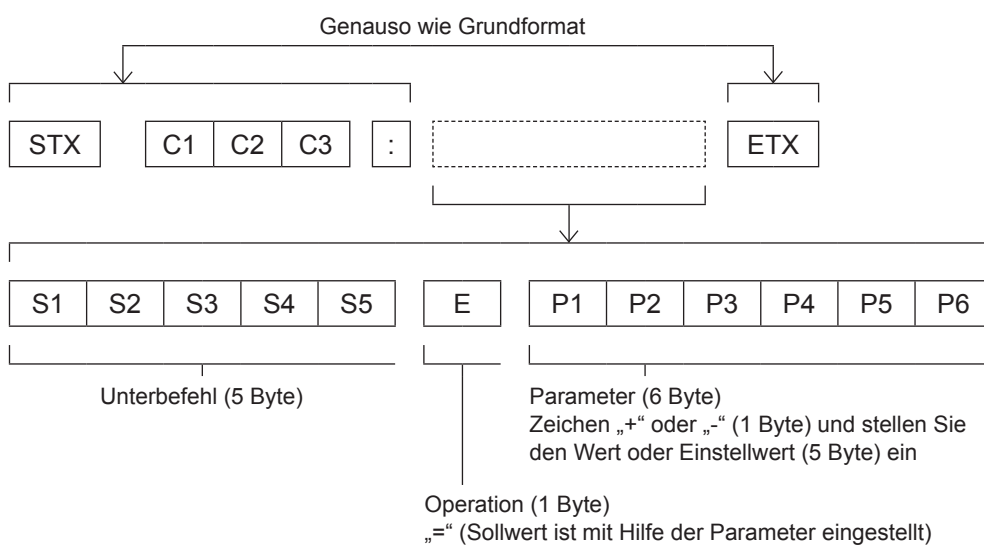 Genauso wie Grundformat
STX C1 C2 C3 : ETX
S1 S2 S3 S4 S5 E P1 P2 P3 P4 P5 P6
Unterbefehl (5 Byte)
Parameter (6 Byte)
Zeichen „+“ oder „-“ (1 Byte) und stellen Sie
den Wert oder Einstellwert (5 Byte) ein
Operation (1 Byte)
„=“ (Sollwert ist mit Hilfe der Parameter eingestellt)